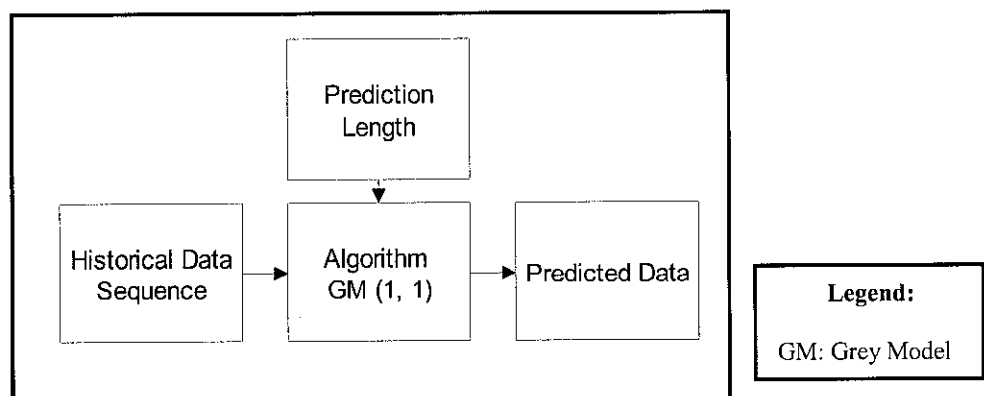 Prediction
Length
Historical Data
Sequence
Algorithm
GM (1, 1)
Predicted Data
Legend:
GM: Grey Model